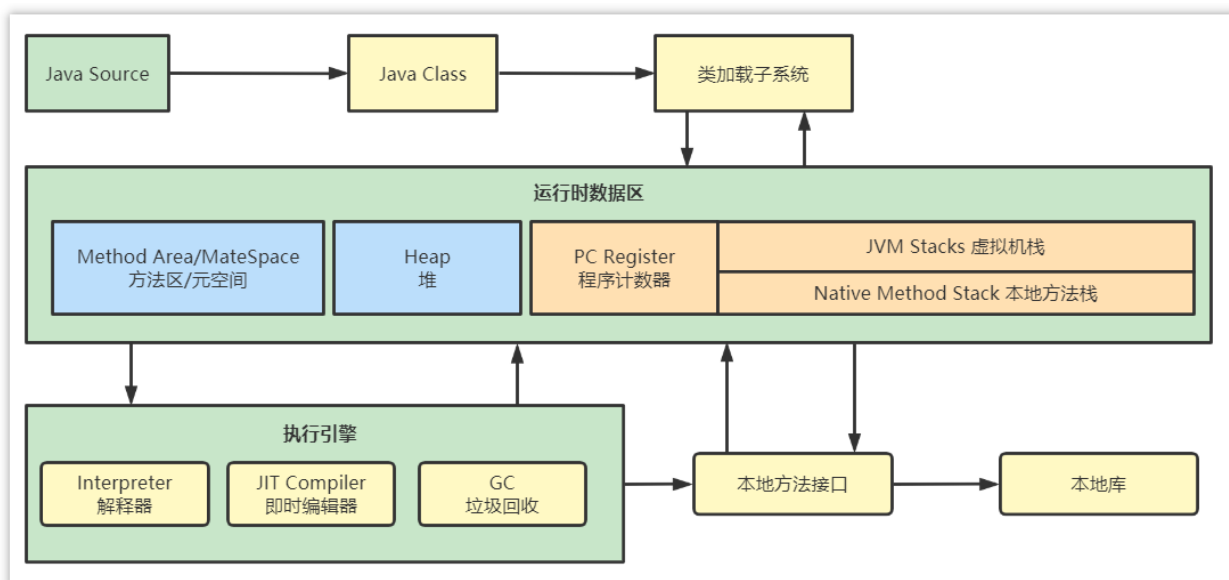 Java Source
Java Class
类加载子系统
运行时数据区
Method Area/MateSpace
方法区/元空间
Heap
堆
PC Register
程序计数器
JVM Stacks 虚拟机栈
Native Method Stack 本地方法栈
执行引擎
Interpreter
解释器
JIT Compiler
即时编辑器
GC
垃圾回收
本地方法接口
本地库